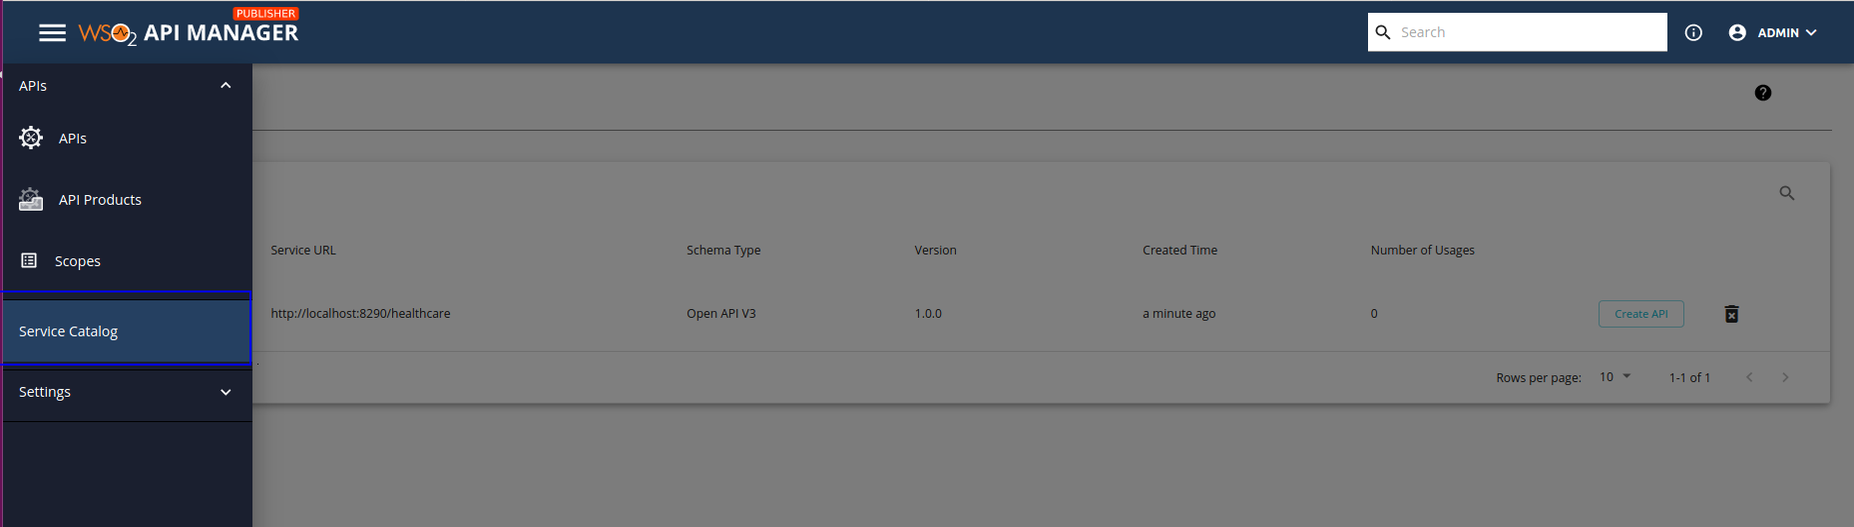 PUBLISHER
WSO2 API MANAGER
Search
ADMIN
APIs
APIs
API Products
Scopes
Service Catalog
Settings
Service URL Schema Type Version Created Time Number of Usages
http://localhost:8290/healthcare Open API V3 1.0.0 a minute ago 0 Create API
Rows per page: 10 1-1 of 1